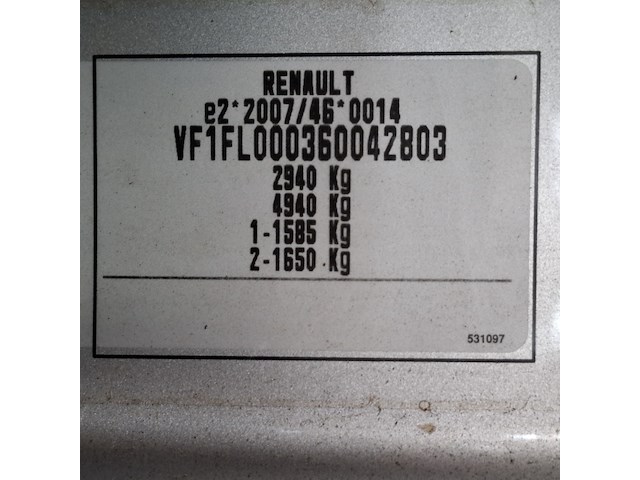 RENAULT
e2*2007/46*0014
VF1FL000360042803
2940 Kg
4940 Kg
1-1585 Kg
2-1650 Kg
531097